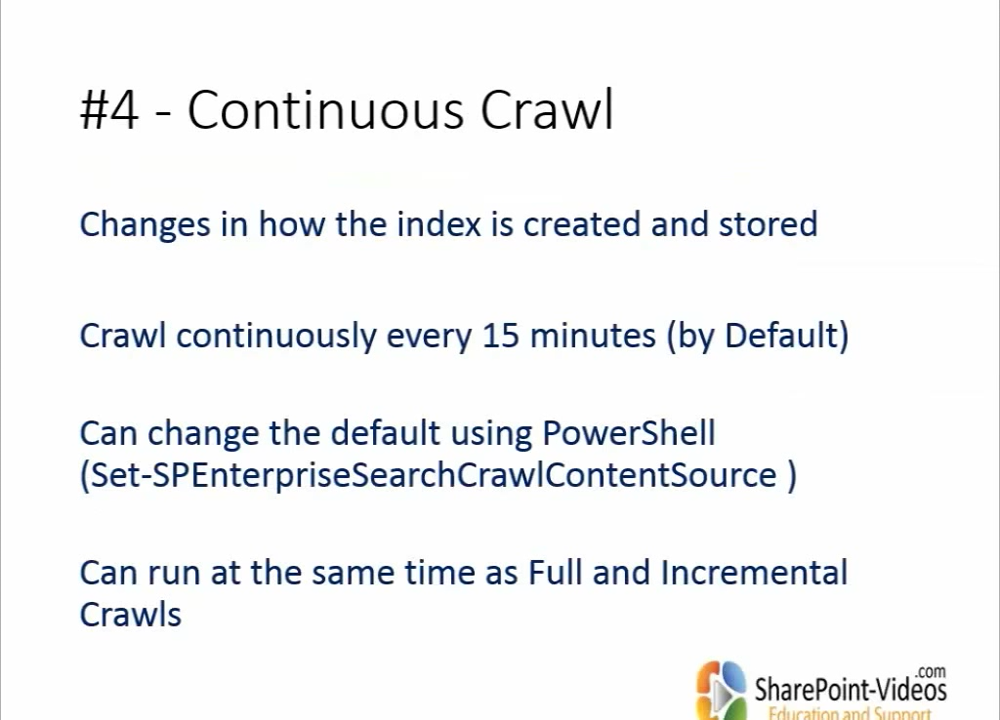 #4 - Continuous Crawl
Changes in how the index is created and stored
Crawl continuously every 15 minutes (by Default)
Can change the default using PowerShell
(Set-SPEnterpriseSearchCrawlContentSource )
Can run at the same time as Full and Incremental
Crawls
.com
SharePoint-Videos
Education and Support